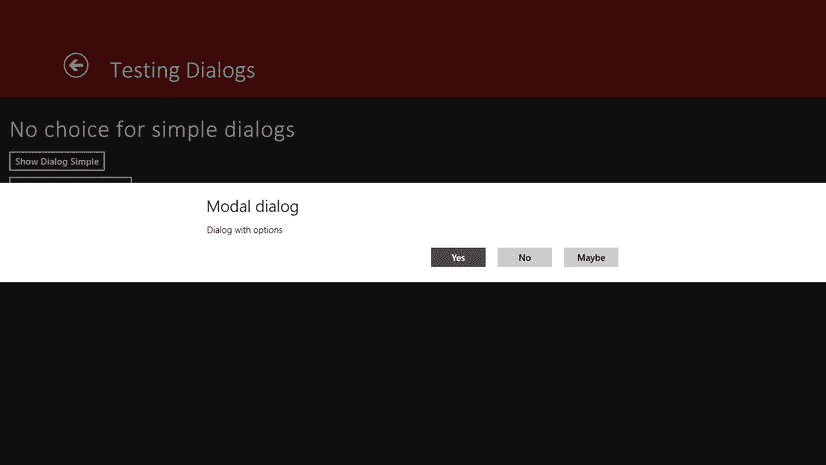 Testing Dialogs
No choice for simple dialogs
Show Dialog Simple
Modal dialog
Dialog with options
Yes No Maybe